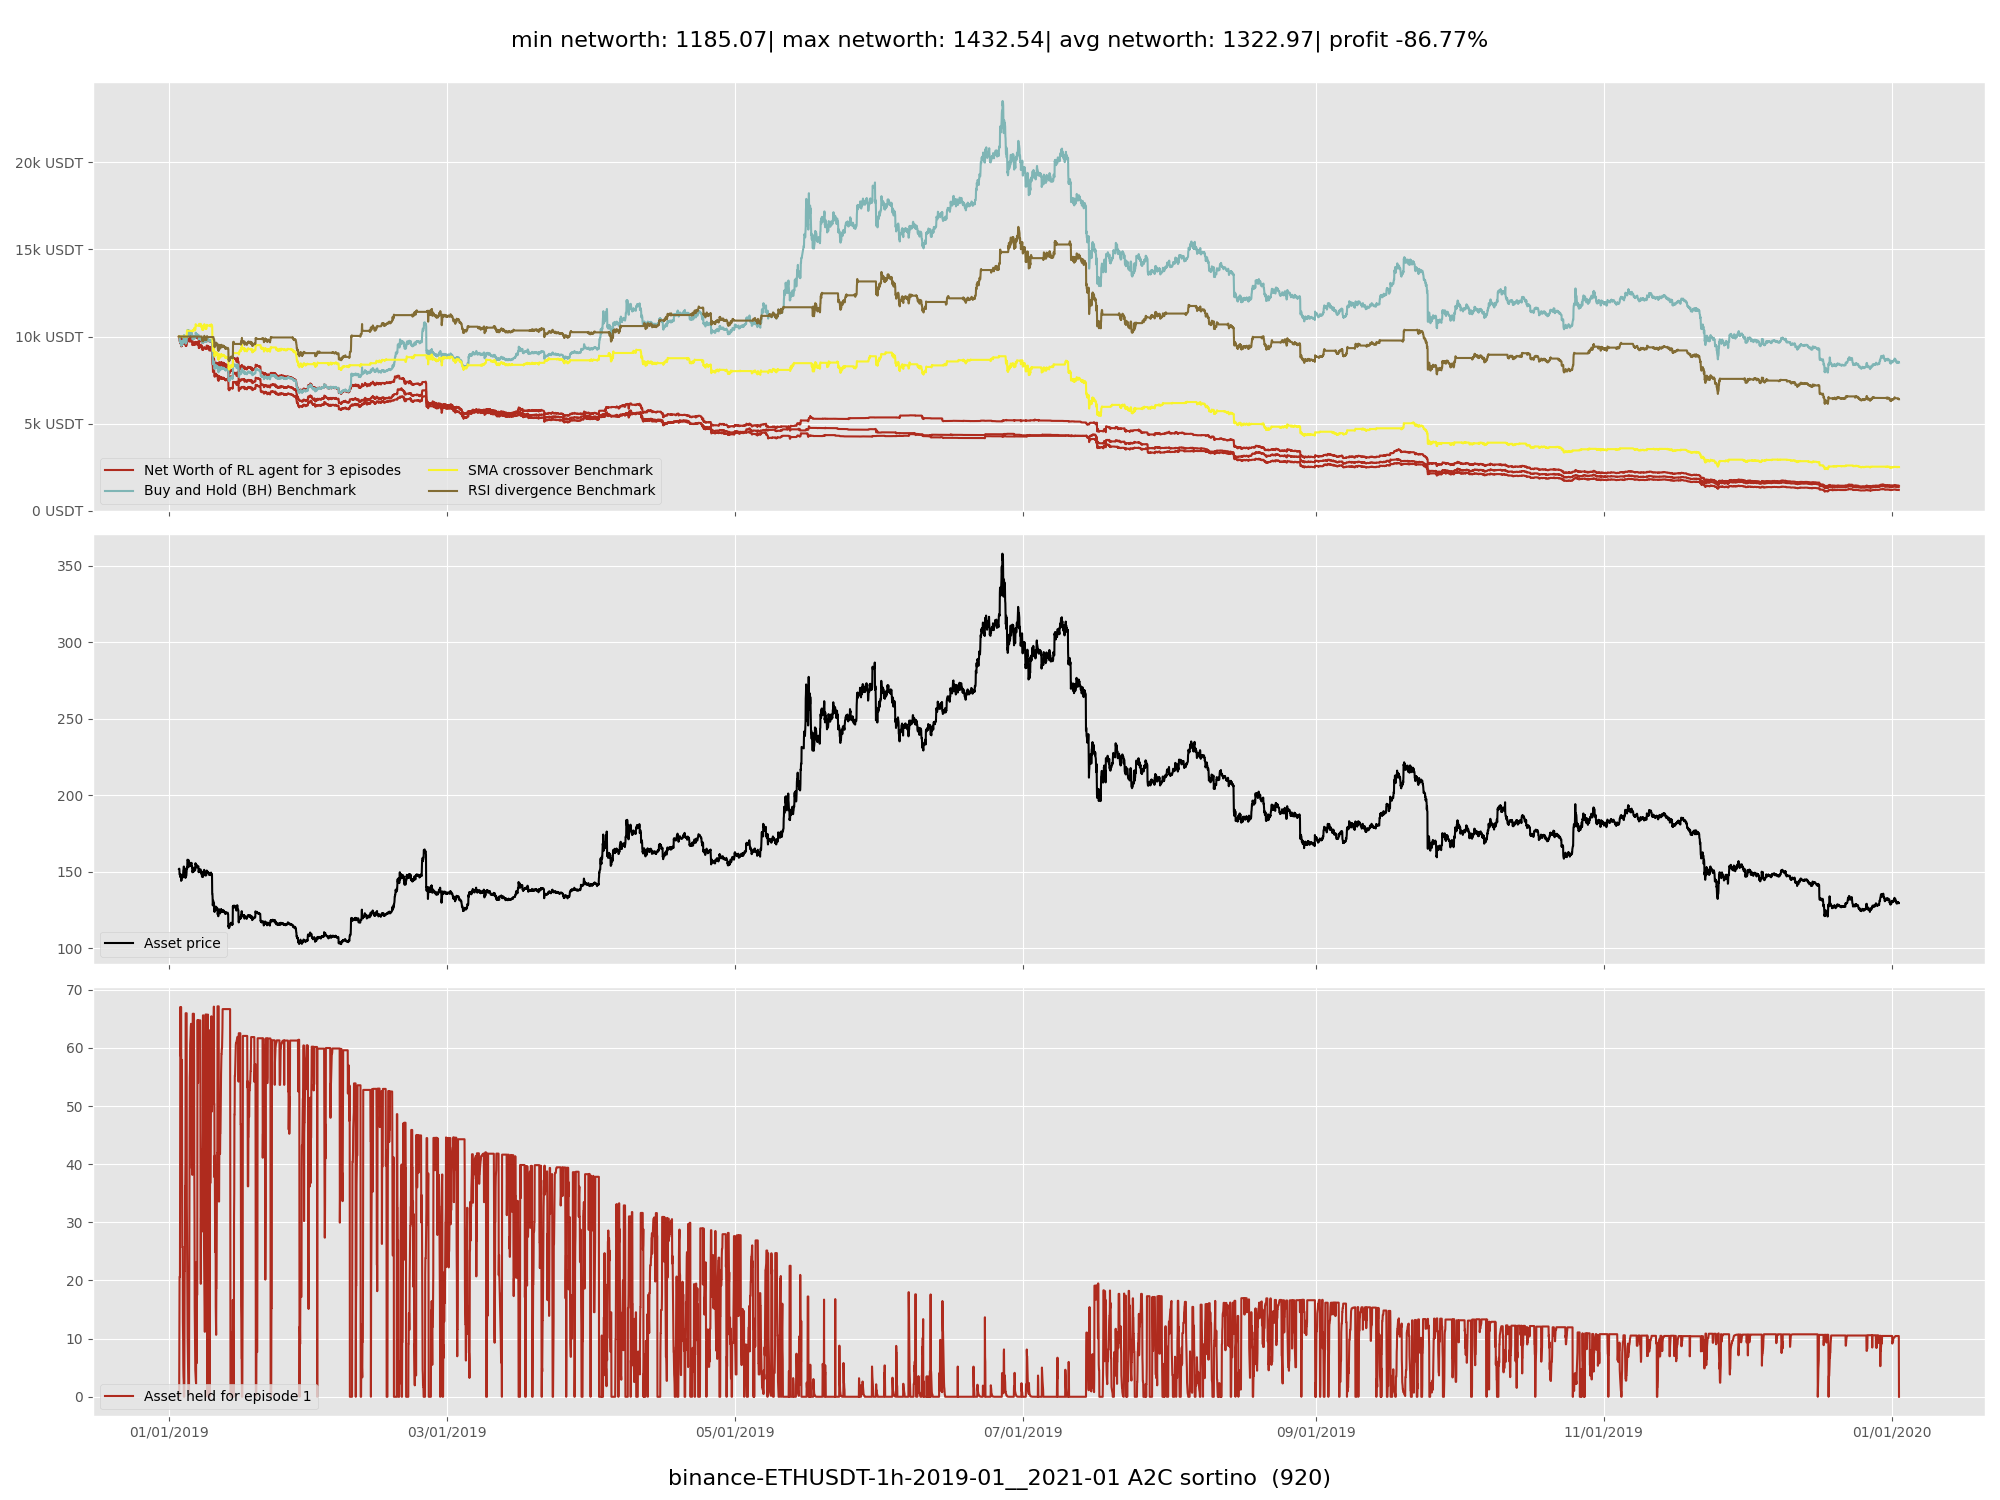 min networth: 1185.07| max networth: 1432.54| avg networth: 1322.97| profit -86.77%
20k USDT
15k USDT
10k USDT
5k USDT
0 USDT
Net Worth of RL agent for 3 episodes
Buy and Hold (BH) Benchmark
SMA crossover Benchmark
RSI divergence Benchmark
350
300
250
200
150
100
Asset price
70
60
50
40
30
20
10
0
Asset held for episode 1
01/01/2019 03/01/2019 05/01/2019 07/01/2019 09/01/2019 11/01/2019 01/01/2020
binance-ETHUSDT-1h-2019-01__2021-01 A2C sortino (920)